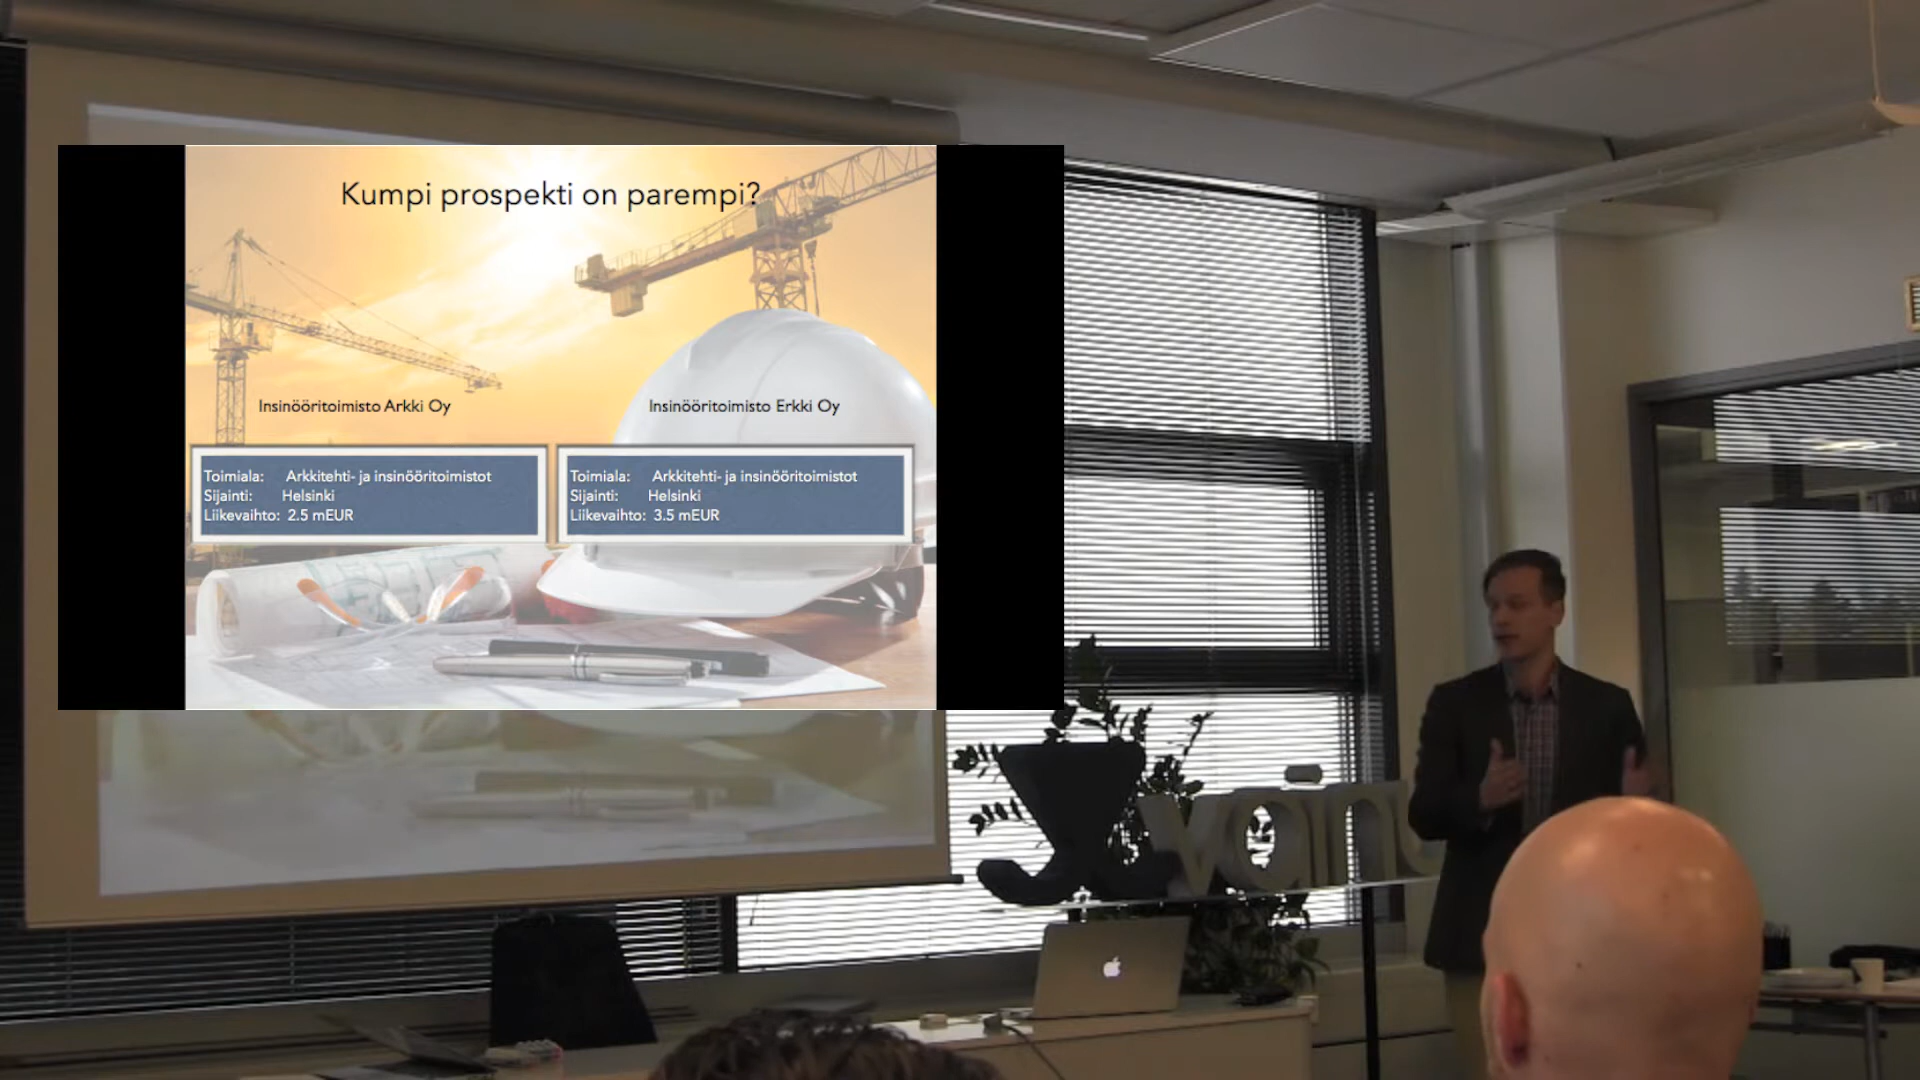 Kumpi prospekti on parempi?
Insinööritoimisto Arkki Oy
Toimiala: Arkkitehti- ja insinööritoimistot
Sijainti: Helsinki
Liikevaihto: 2.5 mEUR
Insinööritoimisto Erkki Oy
Toimiala: Arkkitehti- ja insinööritoimistot
Sijainti: Helsinki
Liikevaihto: 3.5 mEUR